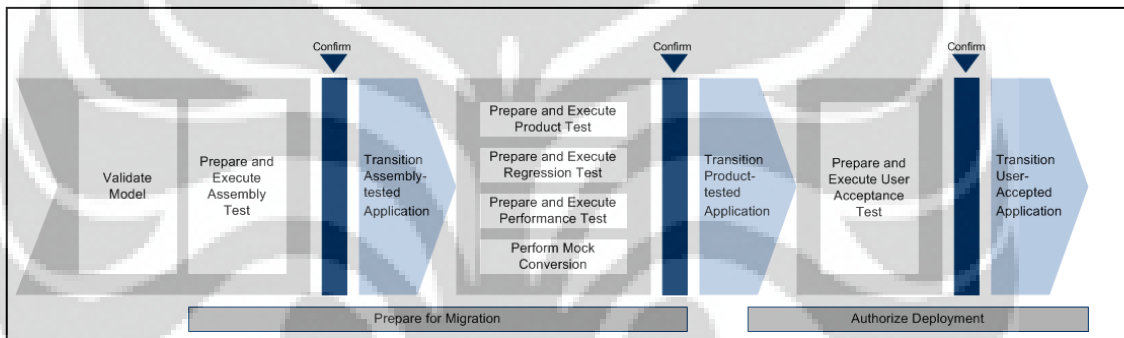 Confirm
Confirm
Confirm
Validate
Model
Prepare and
Execute
Assembly
Test
Transition
Assembly-
tested
Application
Prepare and Execute
Product Test
Prepare and Execute
Regression Test
Prepare and Execute
Performance Test
Perform Mock
Conversion
Transition
Product-
tested
Application
Prepare and
Execute User
Acceptance
Test
Transition
User-
Accepted
Application
Prepare for Migration
Authorize Deployment